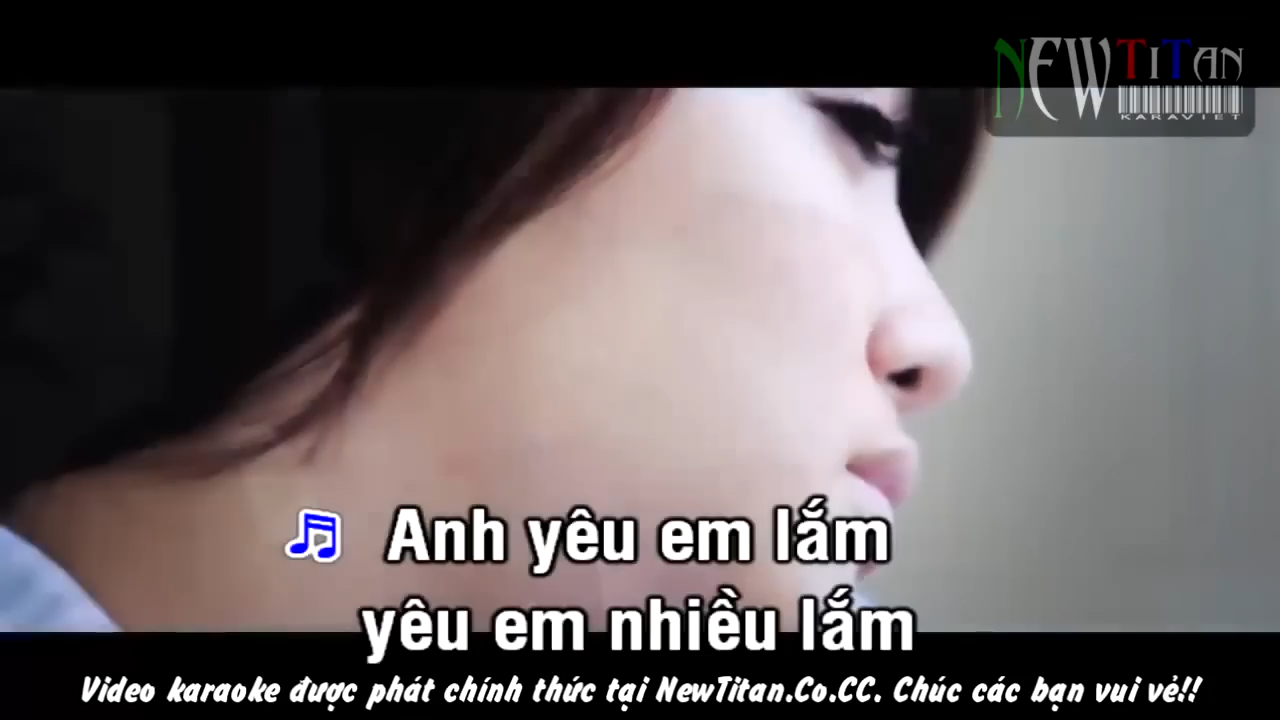 NEWTITAN
KARAVIET
Anh yêu em lắm
yêu em nhiều lắm
Video karaoke được phát chính thức tại NewTitan.Co.CC. Chúc các bạn vui vẻ!!